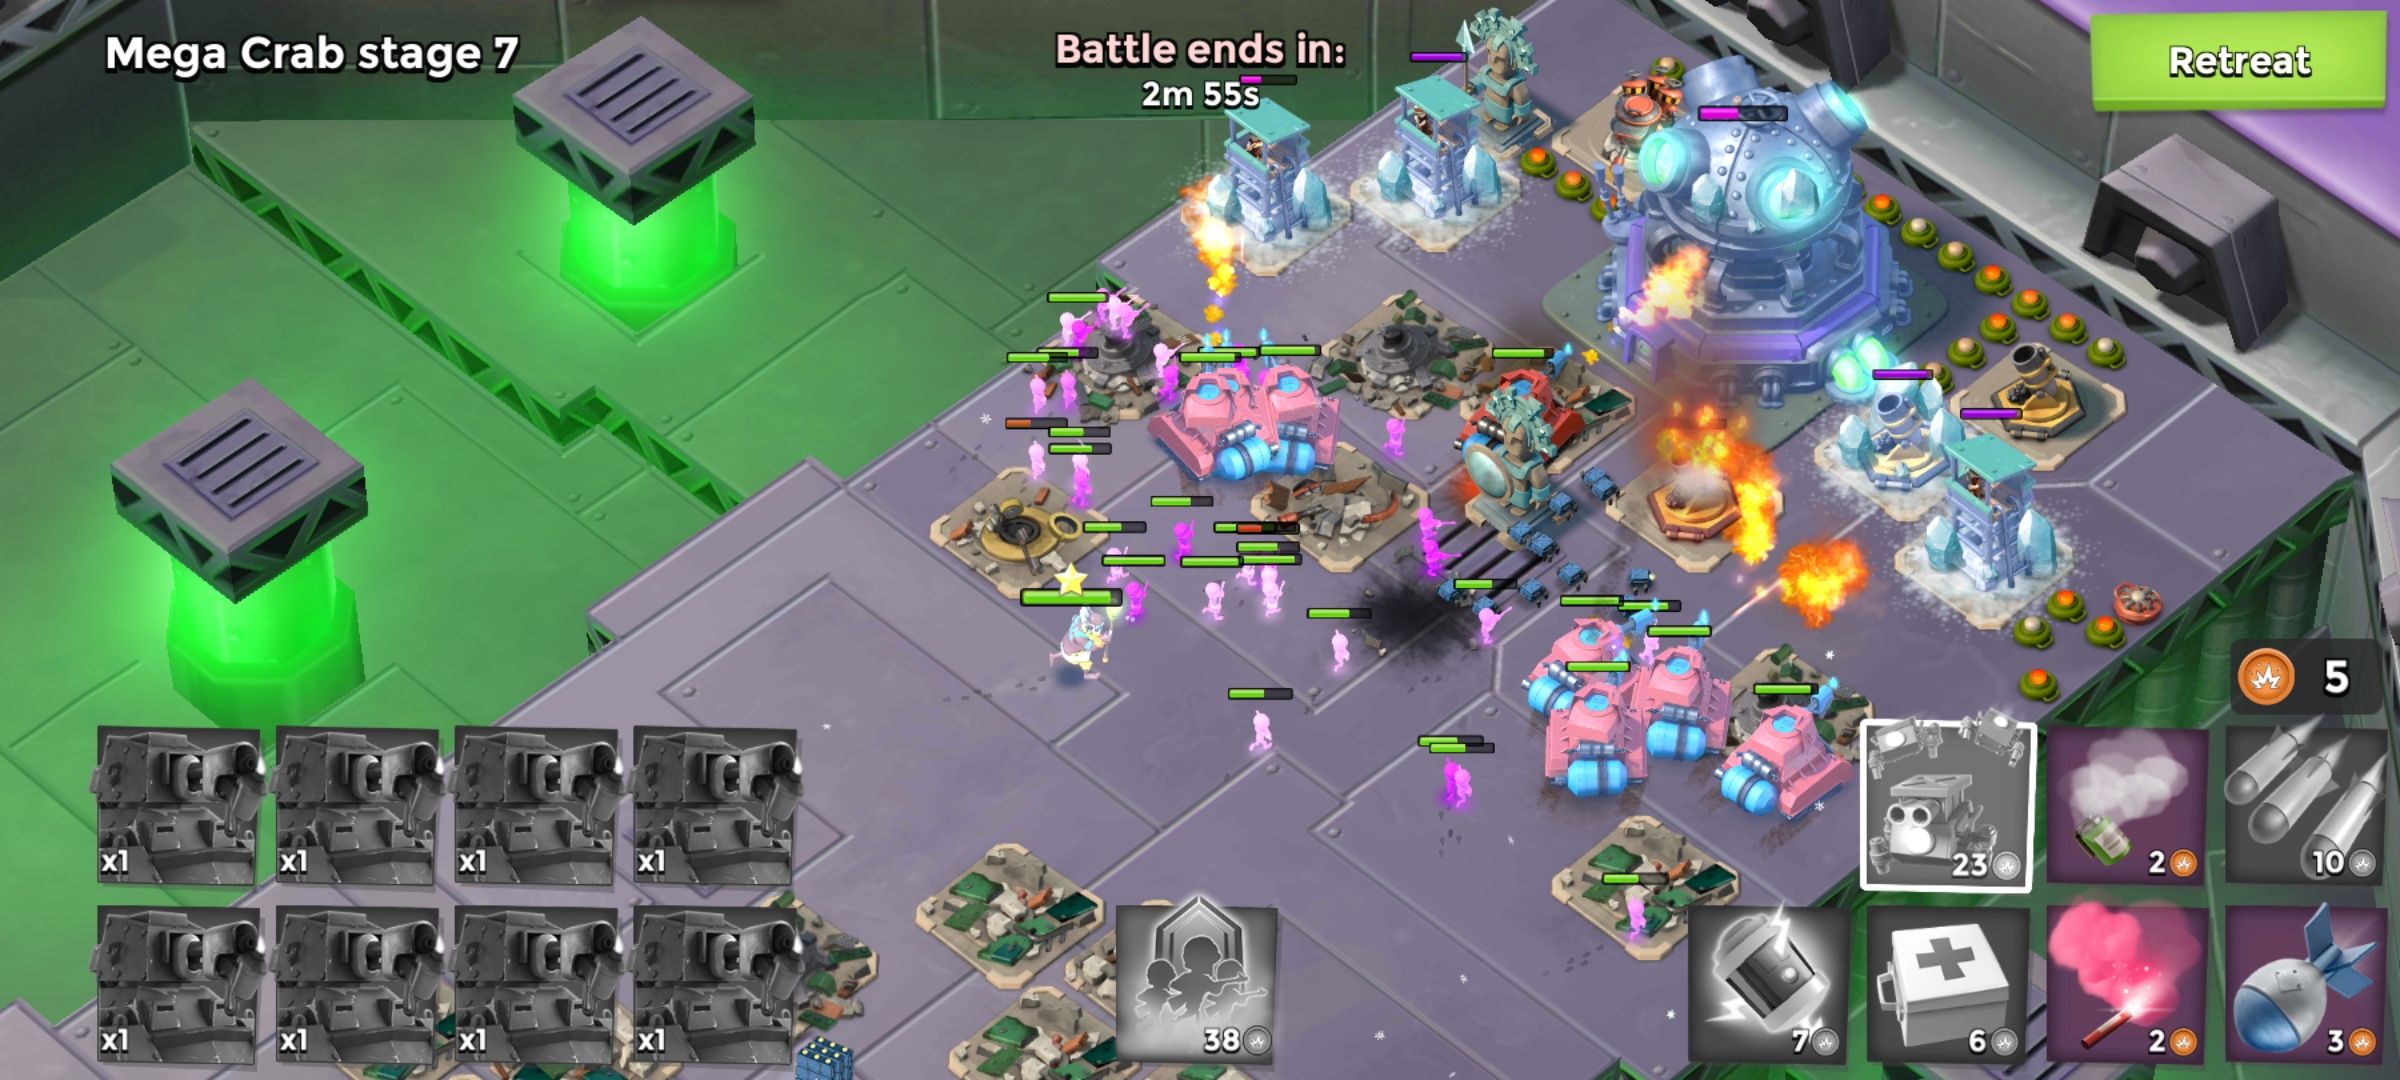 Mega Crab stage 7
Battle ends in:
2m 55s
Retreat
5
x1
x1
x1
x1
23
2
10
x1
x1
x1
x1
38
7
6
2
3